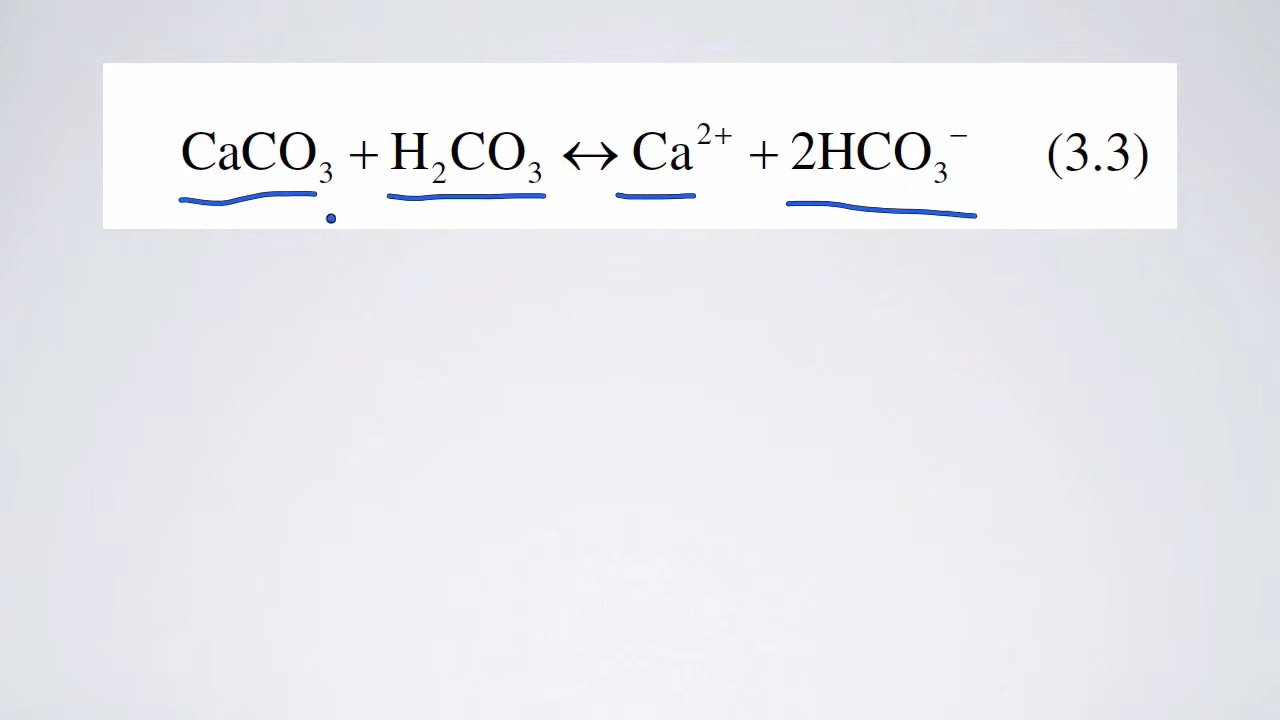 CaCO₃ + H₂CO₃ ↔ Ca²⁺ + 2HCO₃⁻ (3.3)